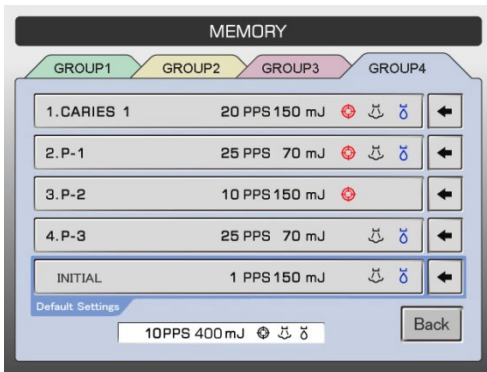 MEMORY
GROUP1 GROUP2 GROUP3 GROUP4
1.CARIES 1 20 PPS 150 mJ
2.P-1 25 PPS 70 mJ
3.P-2 10 PPS 150 mJ
4.P-3 25 PPS 70 mJ
INITIAL 1 PPS 150 mJ
Default Settings
10PPS 400mJ
Back